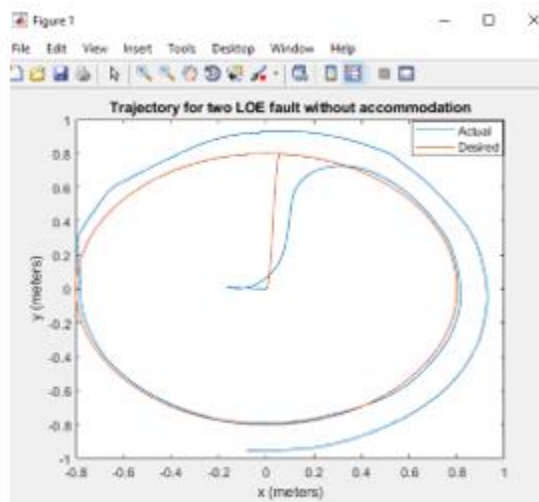 Figure 1
File Edit View Insert Tools Desktop Window Help
Trajectory for two LOE fault without accommodation
Actual
Desired
1
0.8
0.6
0.4
0.2
0
-0.2
-0.4
-0.6
-0.8
-1
y (meters)
-0.8 -0.6 -0.4 -0.2 0 0.2 0.4 0.6 0.8 1
x (meters)